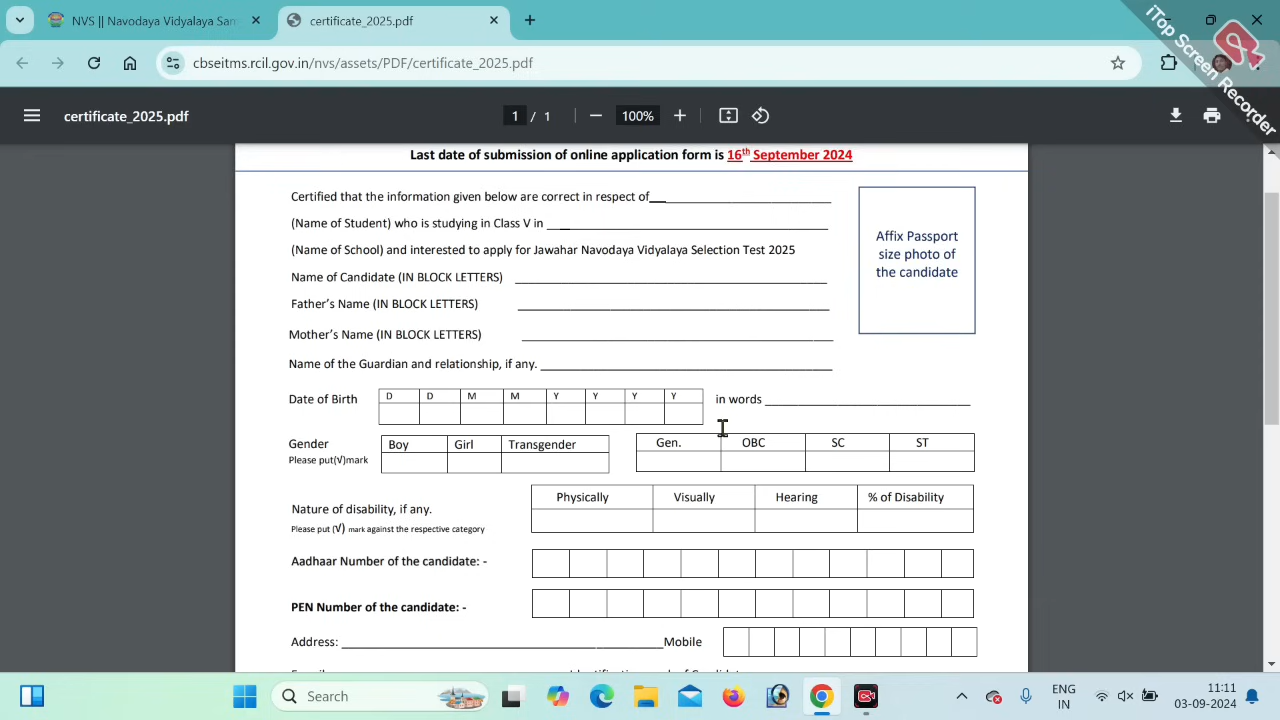 NVS || Navodaya Vidyalaya Sam
certificate_2025.pdf
cbseitms.rcil.gov.in/nvs/assets/PDF/certificate_2025.pdf
iTop Screen Recorder
certificate_2025.pdf
1 / 1
100%
Last date of submission of online application form is 16th September 2024
Certified that the information given below are correct in respect of
(Name of Student) who is studying in Class V in
(Name of School) and interested to apply for Jawahar Navodaya Vidyalaya Selection Test 2025
Affix Passport
size photo of
the candidate
Name of Candidate (IN BLOCK LETTERS)
Father's Name (IN BLOCK LETTERS)
Mother's Name (IN BLOCK LETTERS)
Name of the Guardian and relationship, if any.
Date of Birth D D M M Y Y Y Y in words
Gender Boy Girl Transgender Gen. OBC SC ST
Please put(√)mark
Physically Visually Hearing % of Disability
Nature of disability, if any.
Please put (√) mark against the respective category
Aadhaar Number of the candidate: -
PEN Number of the candidate: -
Address: Mobile
Search
ENG
IN
11:11
03-09-2024